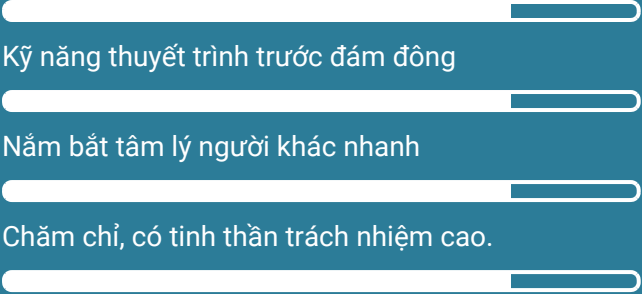 Kỹ năng thuyết trình trước đám đông
Nắm bắt tâm lý người khác nhanh
Chăm chỉ, có tinh thần trách nhiệm cao.